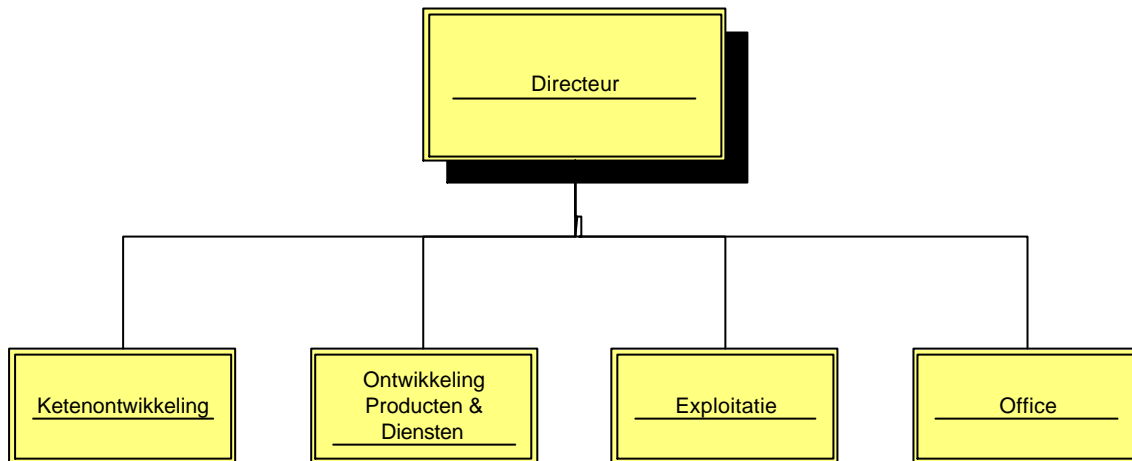 Directeur
Ketenontwikkeling
Ontwikkeling
Producten &
Diensten
Exploitatie
Office